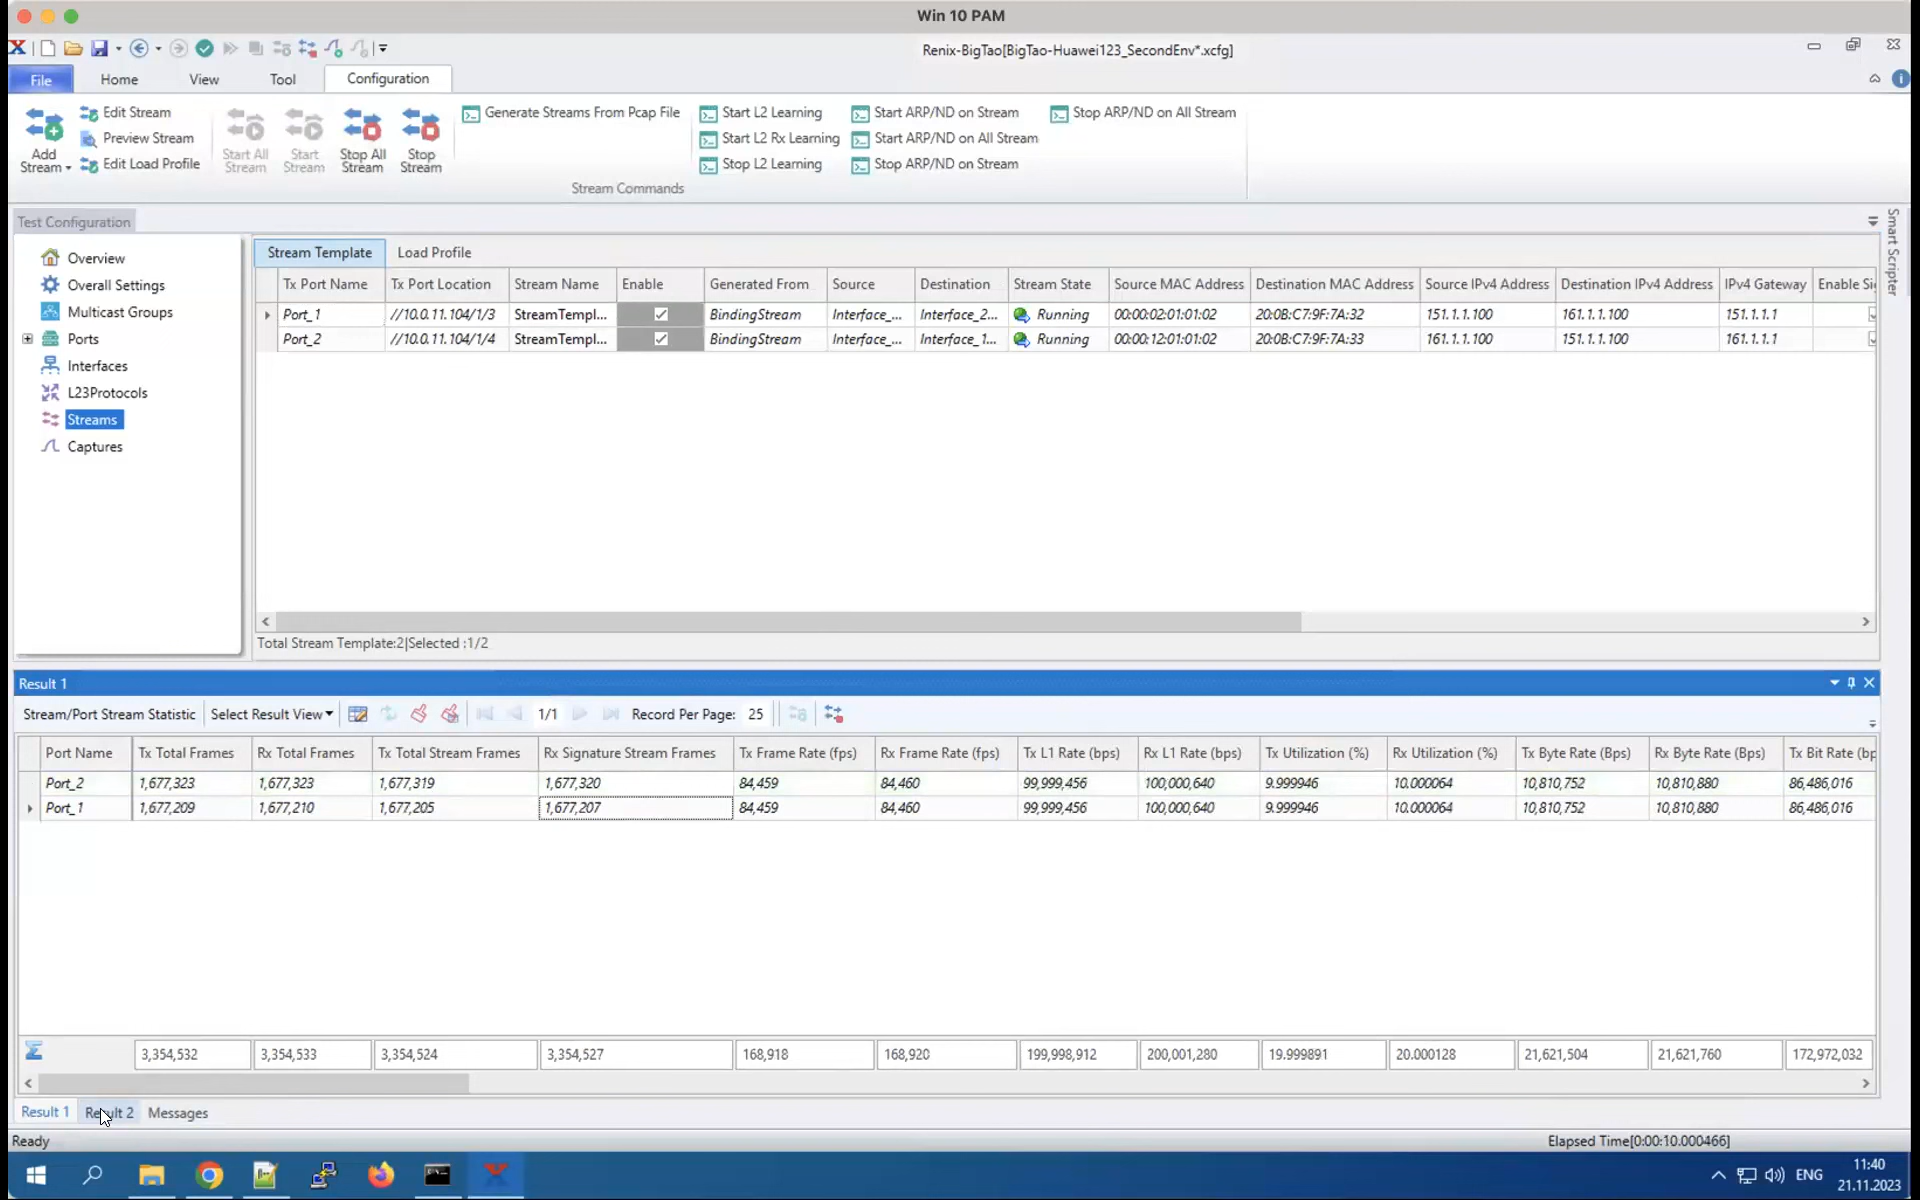 Win 10 PAM
Renix-BigTao[BigTao-Huawei123_SecondEnv*.xcfg]
File Home View Tool Configuration
Add Stream
Edit Stream
Preview Stream
Edit Load Profile
Start All Stream
Start Stream
Stop All Stream
Stop Stream
Generate Streams From Pcap File
Start L2 Learning
Start L2 Rx Learning
Stop L2 Learning
Start ARP/ND on Stream
Start ARP/ND on All Stream
Stop ARP/ND on Stream
Stop ARP/ND on All Stream
Stream Commands
Test Configuration
Smart Scripter
Overview
Overall Settings
Multicast Groups
Ports
Interfaces
L23Protocols
Streams
Captures
Stream Template Load Profile
Tx Port Name Tx Port Location Stream Name Enable Generated From Source Destination Stream State Source MAC Address Destination MAC Address Source IPv4 Address Destination IPv4 Address IPv4 Gateway Enable Si
Port_1 //10.0.11.104/1/3 StreamTempl... BindingStream Interface_... Interface_2... Running 00:00:02:01:01:02 20:0B:C7:9F:7A:32 151.1.1.100 161.1.1.100 151.1.1.1
Port_2 //10.0.11.104/1/4 StreamTempl... BindingStream Interface_... Interface_1... Running 00:00:12:01:01:02 20:0B:C7:9F:7A:33 161.1.1.100 151.1.1.100 161.1.1.1
Total Stream Template:2|Selected :1/2
Result 1
Stream/Port Stream Statistic Select Result View 1/1 Record Per Page: 25
Port Name Tx Total Frames Rx Total Frames Tx Total Stream Frames Rx Signature Stream Frames Tx Frame Rate (fps) Rx Frame Rate (fps) Tx L1 Rate (bps) Rx L1 Rate (bps) Tx Utilization (%) Rx Utilization (%) Tx Byte Rate (Bps) Rx Byte Rate (Bps) Tx Bit Rate (bp
Port_2 1,677,323 1,677,323 1,677,319 1,677,320 84,459 84,460 99,999,456 100,000,640 9.999946 10.000064 10,810,752 10,810,880 86,486,016
Port_1 1,677,209 1,677,210 1,677,205 1,677,207 84,459 84,460 99,999,456 100,000,640 9.999946 10.000064 10,810,752 10,810,880 86,486,016
3,354,532 3,354,533 3,354,524 3,354,527 168,918 168,920 199,998,912 200,001,280 19.999891 20.000128 21,621,504 21,621,760 172,972,032
Result 1 Result 2 Messages
Ready Elapsed Time[0:00:10.000466]
ENG
11:40
21.11.2023